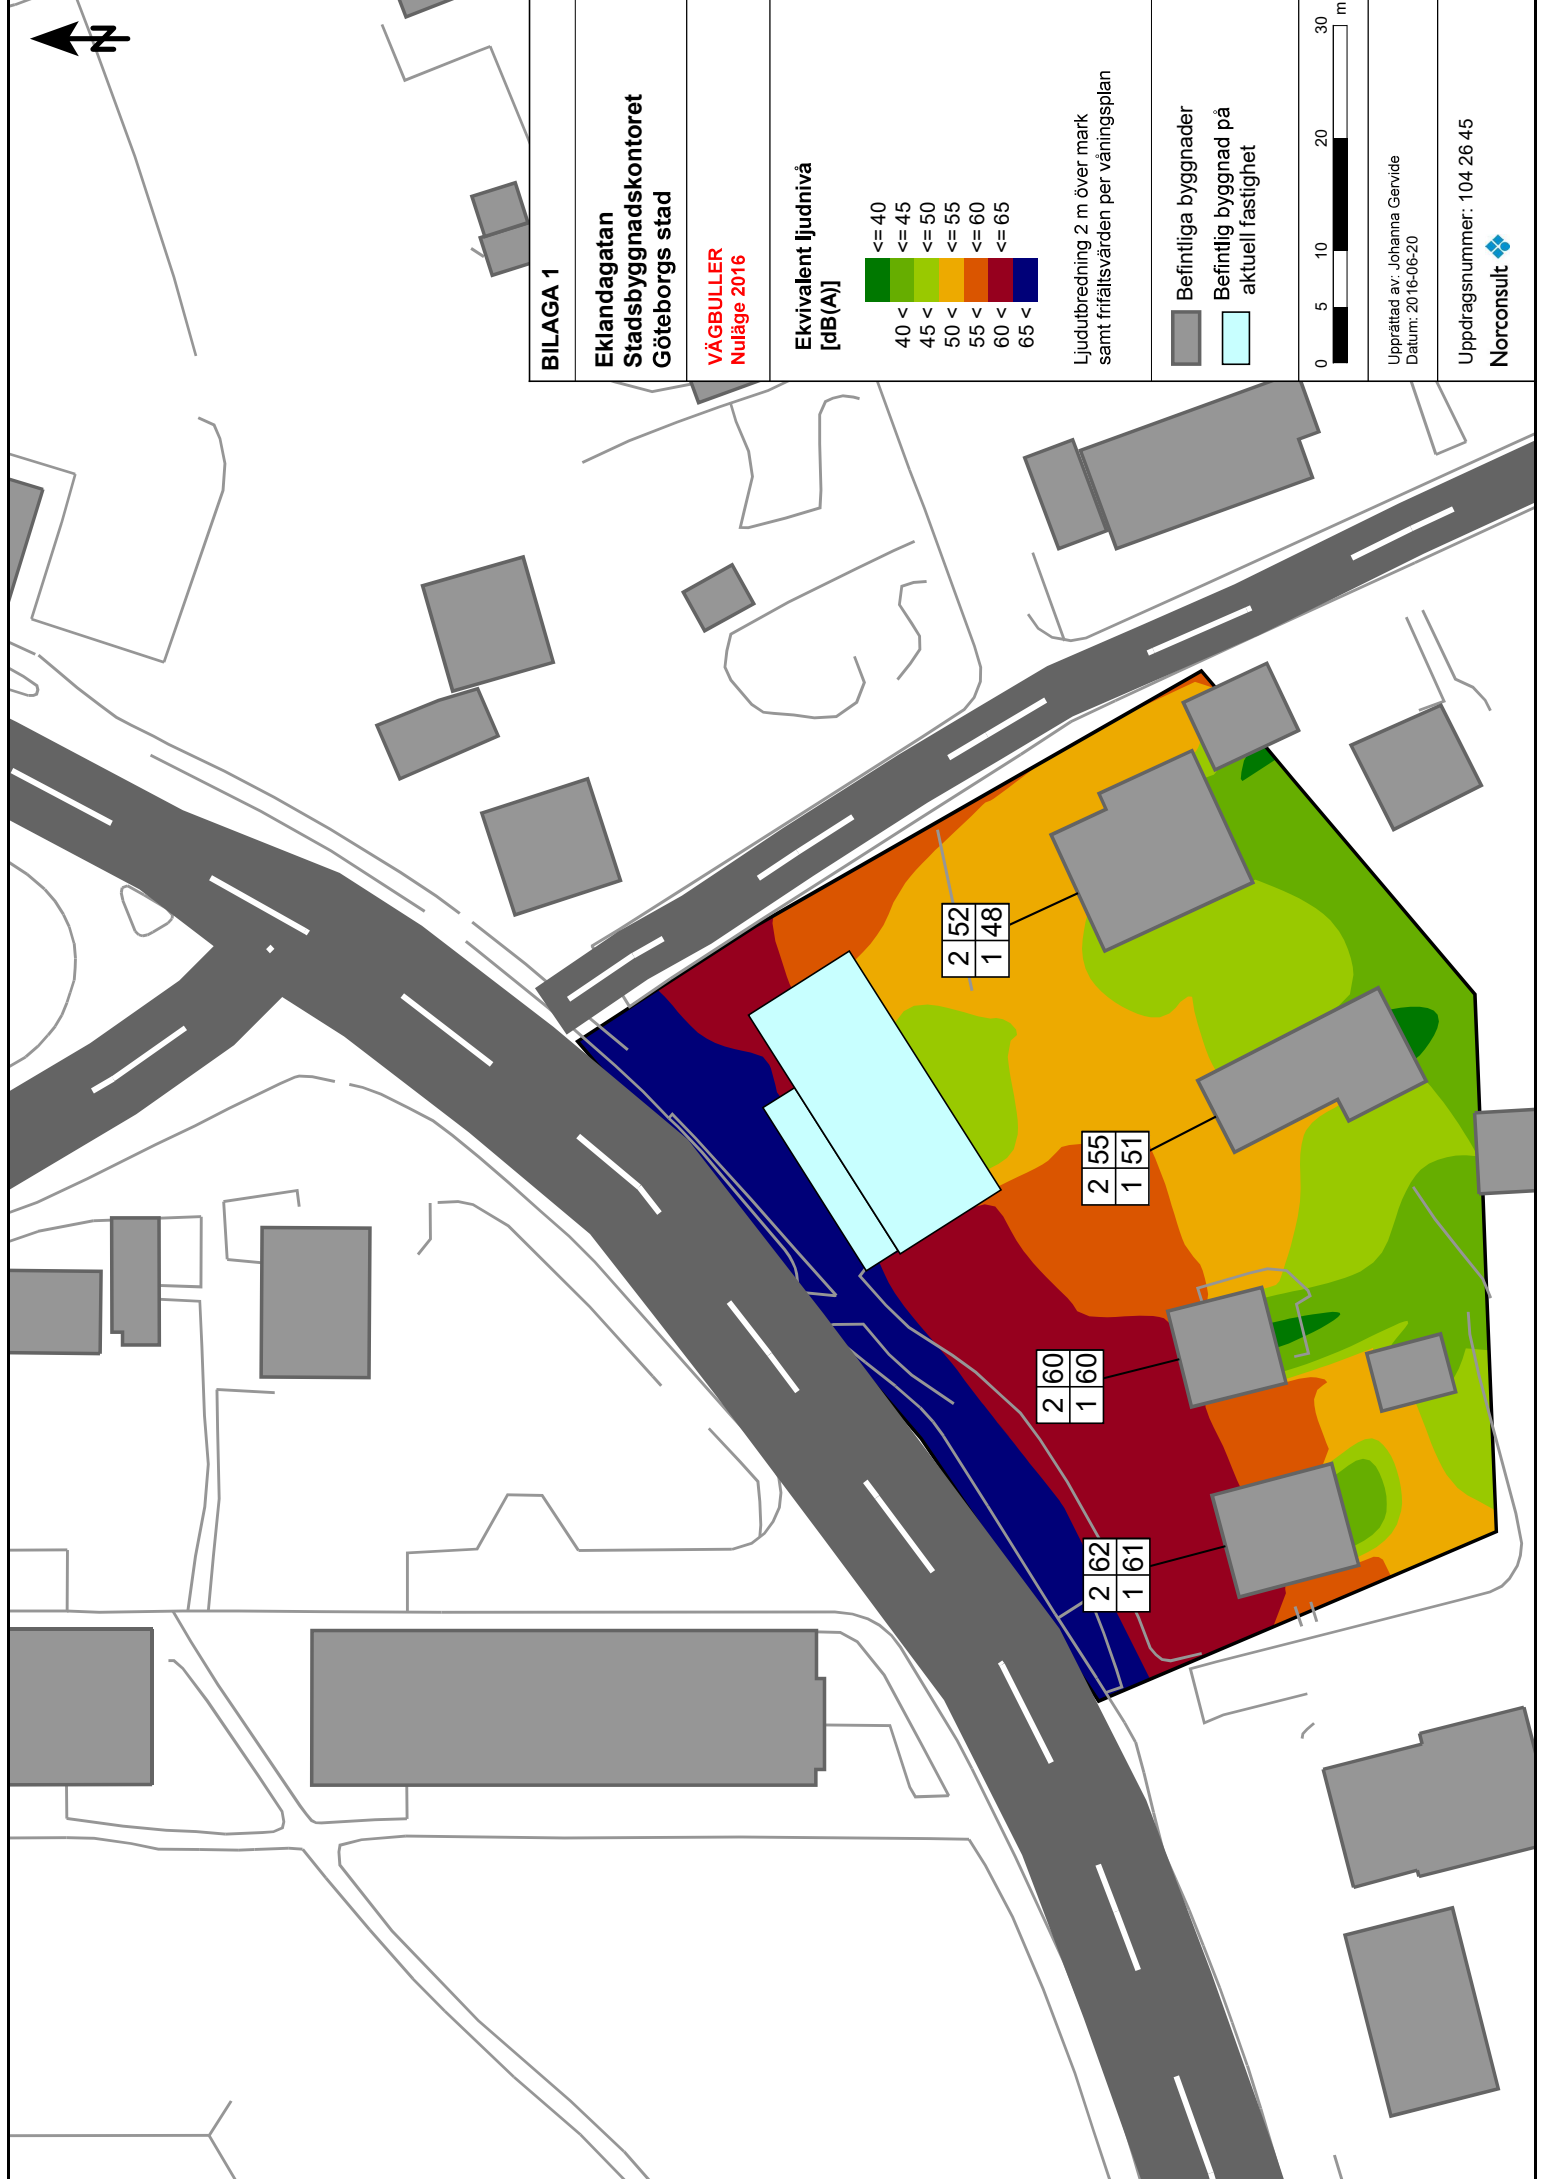 N
BILAGA 1
Eklandagatan
Stadsbyggnadskontoret
Göteborgs stad
VÄGBULLER
Nuläge 2016
Ekvivalent ljudnivå
[dB(A)]
<= 40
40 < <= 45
45 < <= 50
50 < <= 55
55 < <= 60
60 < <= 65
65 <
Ljudutbredning 2 m över mark
samt frifältsvärden per våningsplan
Befintliga byggnader
Befintlig byggnad på
aktuell fastighet
0 5 10 20 30
m
Upprättad av: Johanna Gervide
Datum: 2016-06-20
Uppdragsnummer: 104 26 45
Norconsult
2 52
1 48
2 55
1 51
2 60
1 60
2 62
1 61